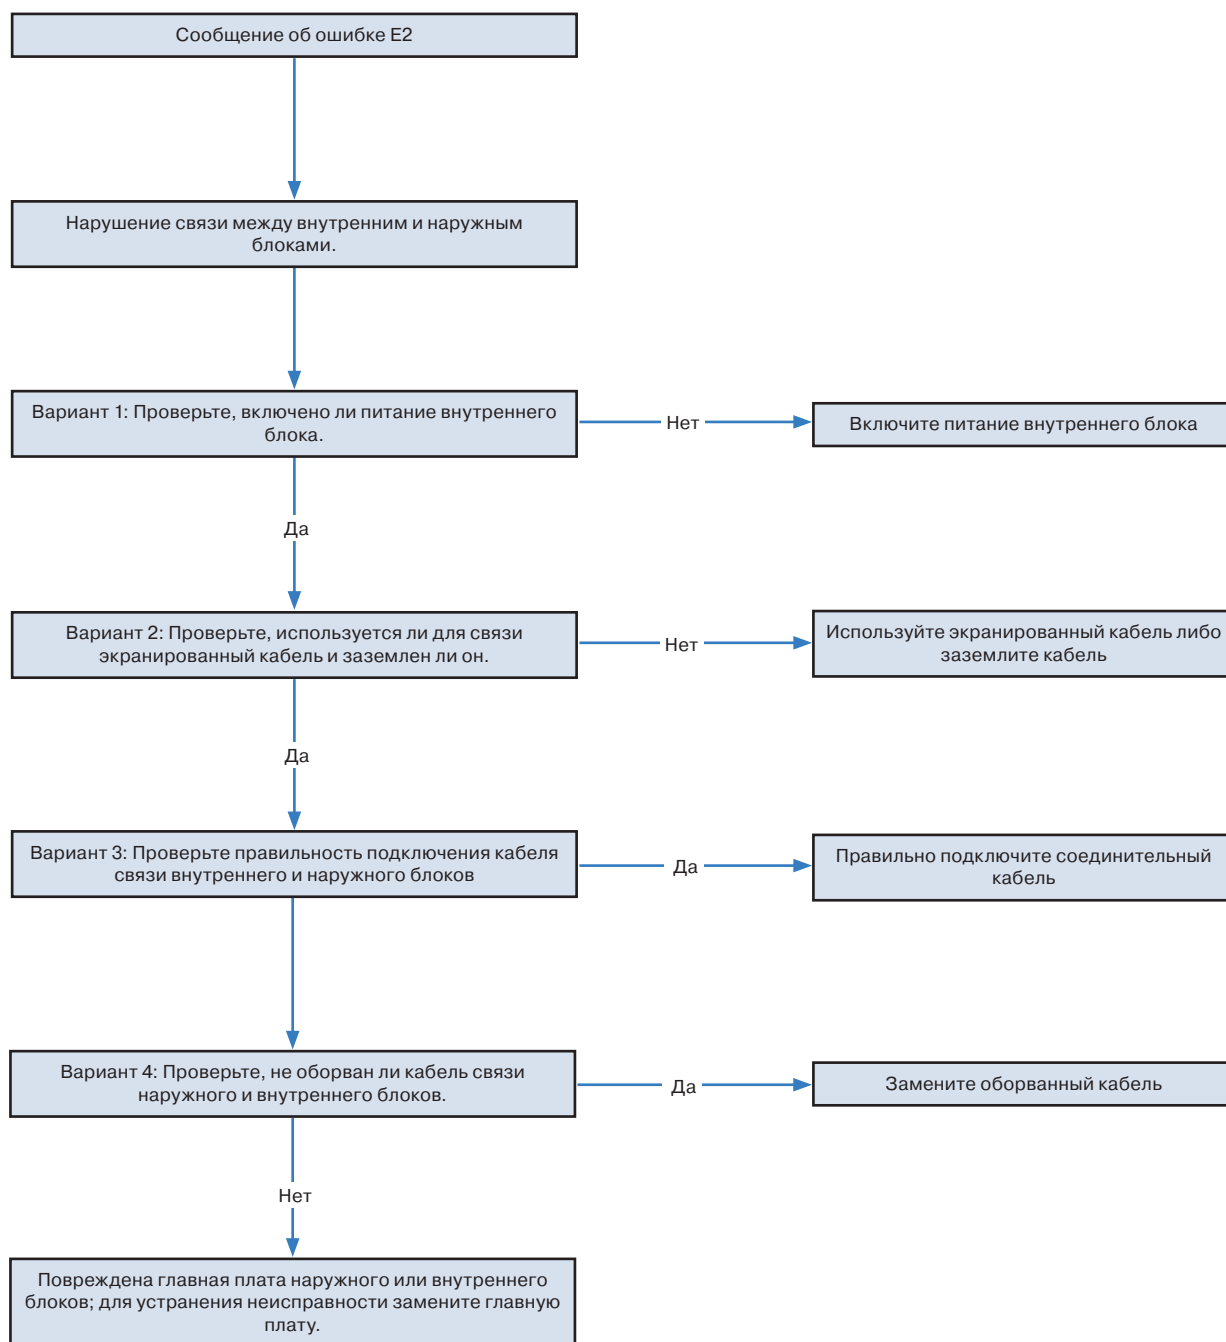 Сообщение об ошибке E2
Нарушение связи между внутренним и наружным
блоками.
Вариант 1: Проверьте, включено ли питание внутреннего
блока.
Нет
Включите питание внутреннего блока
Да
Вариант 2: Проверьте, используется ли для связи
экранированный кабель и заземлен ли он.
Нет
Используйте экранированный кабель либо
заземлите кабель
Да
Вариант 3: Проверьте правильность подключения кабеля
связи внутреннего и наружного блоков
Да
Правильно подключите соединительный
кабель
Вариант 4: Проверьте, не оборван ли кабель связи
наружного и внутреннего блоков.
Да
Замените оборванный кабель
Нет
Повреждена главная плата наружного или внутреннего
блоков; для устранения неисправности замените главную
плату.